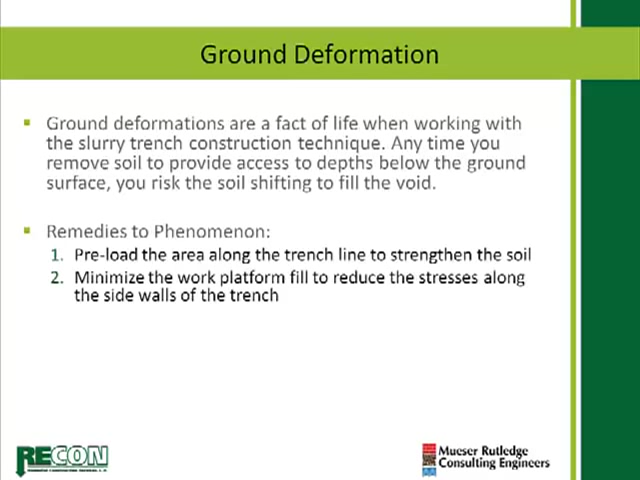 Ground Deformation
Ground deformations are a fact of life when working with
the slurry trench construction technique. Any time you
remove soil to provide access to depths below the ground
surface, you risk the soil shifting to fill the void.
Remedies to Phenomenon:
1. Pre-load the area along the trench line to strengthen the soil
2. Minimize the work platform fill to reduce the stresses along
the side walls of the trench
RECON
Mueser Rutledge
Consulting Engineers